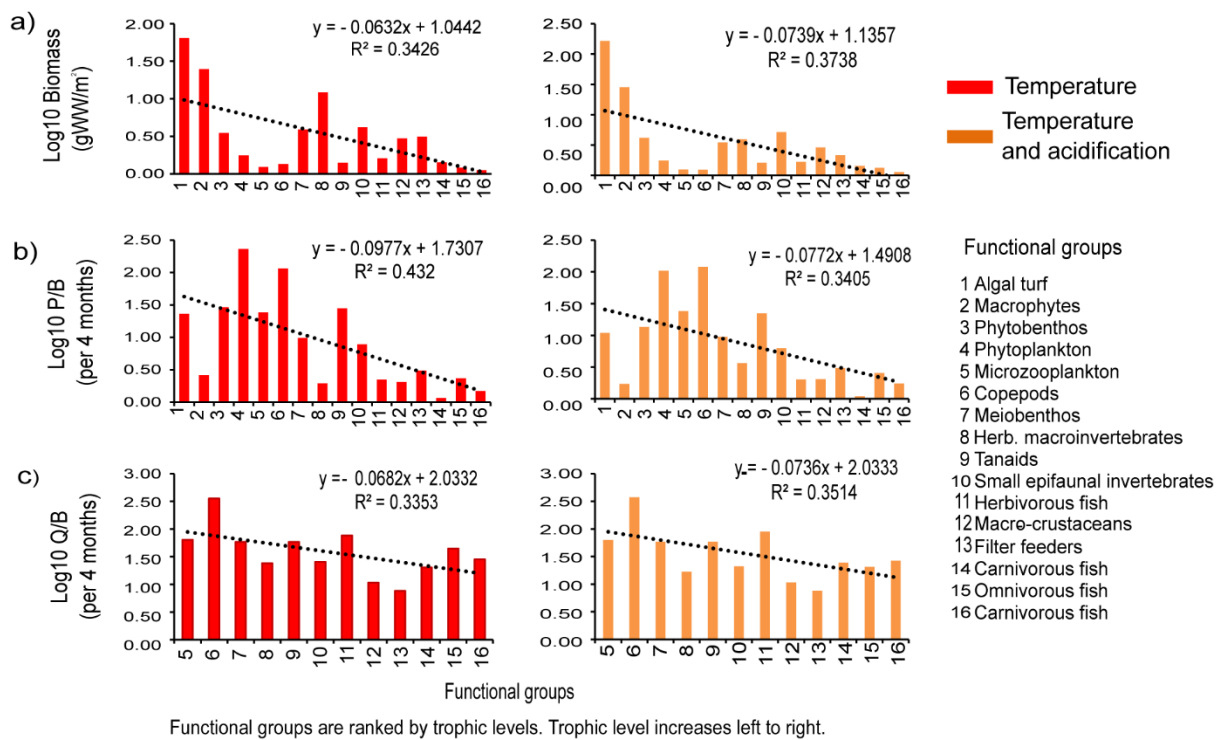 a)
Log10 Biomass
(gWW/m²)
2.00
1.50
1.00
0.50
0.00
y = - 0.0632x + 1.0442
R² = 0.3426
1 2 3 4 5 6 7 8 9 10 11 12 13 14 15 16
2.50
2.00
1.50
1.00
0.50
0.00
y = - 0.0739x + 1.1357
R² = 0.3738
1 2 3 4 5 6 7 8 9 10 11 12 13 14 15 16
Temperature
Temperature
and acidification
b)
Log10 P/B
(per 4 months)
2.50
2.00
1.50
1.00
0.50
0.00
y = - 0.0977x + 1.7307
R² = 0.432
1 2 3 4 5 6 7 8 9 10 11 12 13 14 15 16
2.50
2.00
1.50
1.00
0.50
0.00
y = - 0.0772x + 1.4908
R² = 0.3405
1 2 3 4 5 6 7 8 9 10 11 12 13 14 15 16
c)
Log10 Q/B
(per 4 months)
3.00
2.50
2.00
1.50
1.00
0.50
0.00
y = - 0.0682x + 2.0332
R² = 0.3353
5 6 7 8 9 10 11 12 13 14 15 16
3.00
2.50
2.00
1.50
1.00
0.50
0.00
y = - 0.0736x + 2.0333
R² = 0.3514
5 6 7 8 9 10 11 12 13 14 15 16
Functional groups
1 Algal turf
2 Macrophytes
3 Phytobenthos
4 Phytoplankton
5 Microzooplankton
6 Copepods
7 Meiobenthos
8 Herb. macroinvertebrates
9 Tanaids
10 Small epifaunal invertebrates
11 Herbivorous fish
12 Macro-crustaceans
13 Filter feeders
14 Carnivorous fish
15 Omnivorous fish
16 Carnivorous fish
Functional groups
Functional groups are ranked by trophic levels. Trophic level increases left to right.